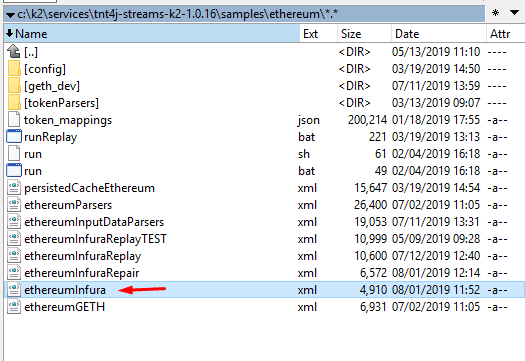 c:\k2\services\tnt4j-streams-k2-1.0.16\samples\ethereum\*.*
Name Ext Size Date Attr
[..] <DIR> 05/13/2019 11:10 ----
[config] <DIR> 03/19/2019 14:50 ----
[geth_dev] <DIR> 07/11/2019 13:59 ----
[tokenParsers] <DIR> 03/13/2019 09:07 ----
token_mappings json 200,214 01/18/2019 17:55 -a--
runReplay bat 221 03/19/2019 13:13 -a--
run sh 61 02/04/2019 16:18 -a--
run bat 49 02/04/2019 16:18 -a--
persistedCacheEthereum xml 15,647 03/19/2019 14:54 -a--
ethereumParsers xml 26,400 07/02/2019 11:05 -a--
ethereumInputDataParsers xml 19,053 07/11/2019 13:31 -a--
ethereumInfuraReplayTEST xml 10,999 05/09/2019 09:28 -a--
ethereumInfuraReplay xml 10,600 07/12/2019 12:40 -a--
ethereumInfuraRepair xml 6,572 08/01/2019 12:14 -a--
ethereumInfura xml 4,910 08/01/2019 11:52 -a--
ethereumGETH xml 6,931 07/02/2019 11:05 -a--